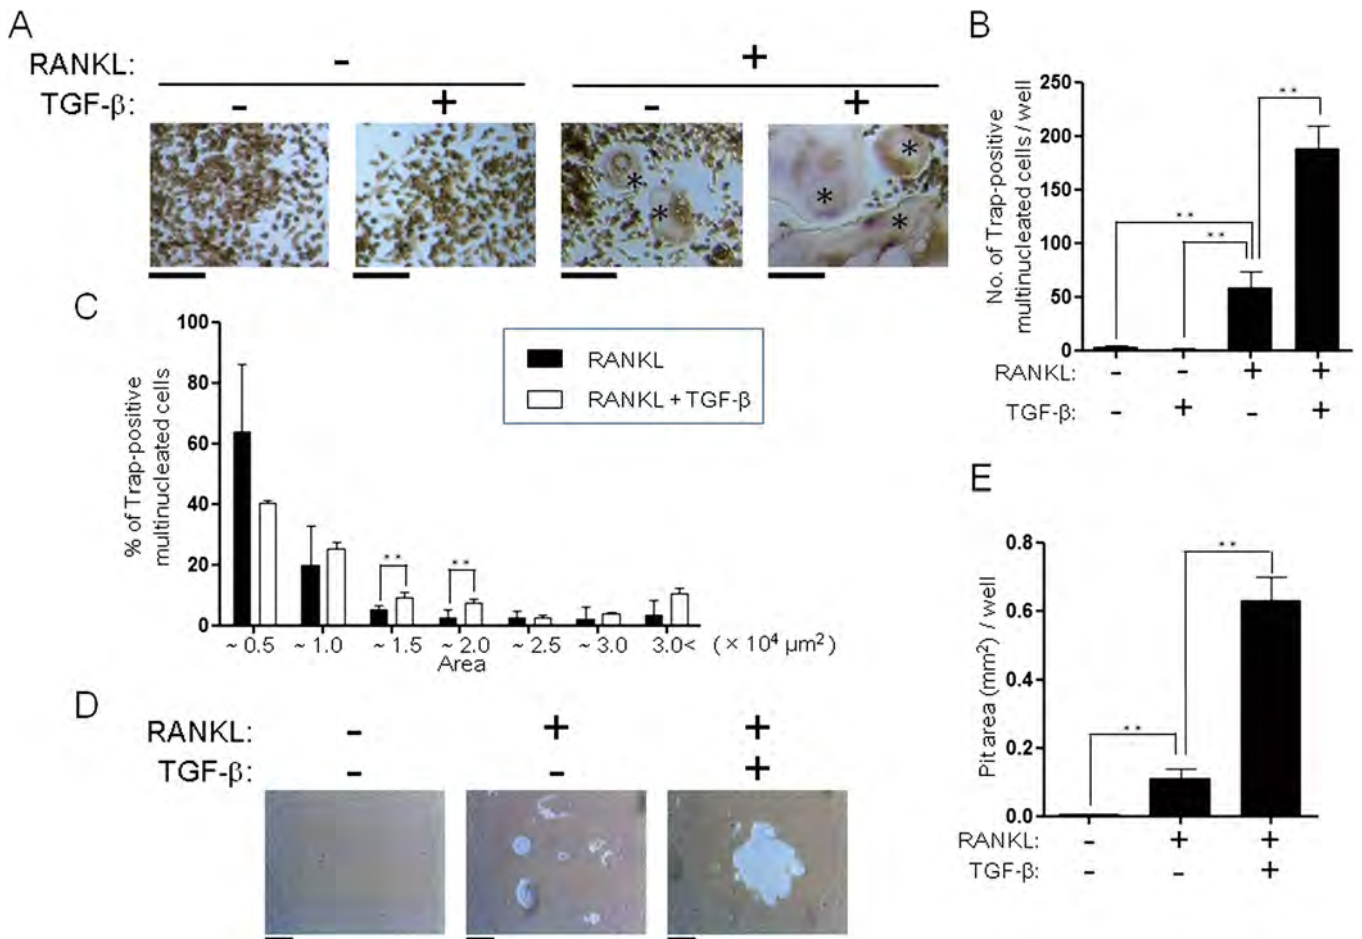 A
RANKL: - +
TGF-β: - + - +
* * * * *
B
No. of Trap-positive
multinucleated cells / well
250
200
150
100
50
0
** ** **
RANKL: - - + +
TGF-β: - + - +
C
% of Trap-positive
multinucleated cells
100
80
60
40
20
0
RANKL
RANKL + TGF-β
** **
~ 0.5 ~ 1.0 ~ 1.5 ~ 2.0 ~ 2.5 ~ 3.0 3.0< (× 10⁴ µm²)
Area
D
RANKL: - + +
TGF-β: - - +
E
Pit area (mm²) / well
0.8
0.6
0.4
0.2
0.0
** **
RANKL: - + +
TGF-β: - - +